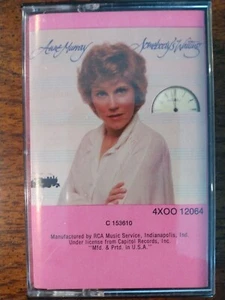 Anne Murray Somebody's Waiting
4XOO 12064
C 153610
Manufactured by RCA Music Service, Indianapolis, Ind.
Under license from Capitol Records, Inc.
"Mfd. & Prtd. in U.S.A."